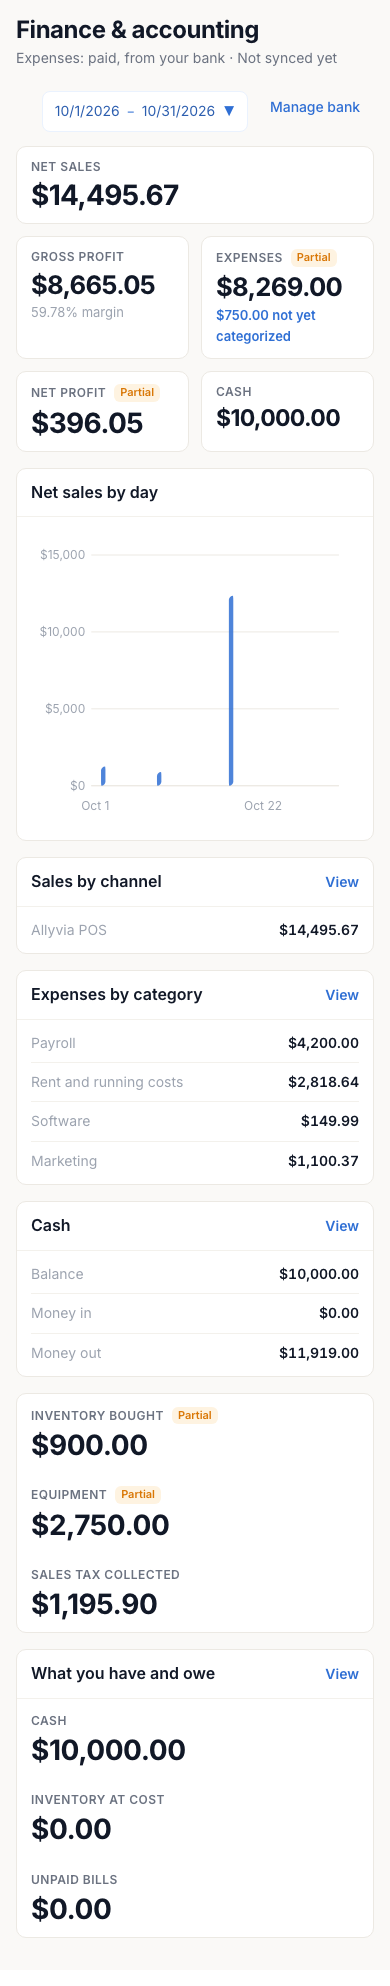 Finance & accounting
Expenses: paid, from your bank · Not synced yet
10/1/2026 – 10/31/2026 ▼
Manage bank
NET SALES
$14,495.67
GROSS PROFIT
$8,665.05
59.78% margin
EXPENSES Partial
$8,269.00
$750.00 not yet
categorized
NET PROFIT Partial
$396.05
CASH
$10,000.00
Net sales by day
$15,000
$10,000
$5,000
$0
Oct 1 Oct 22
Sales by channel View
Allyvia POS $14,495.67
Expenses by category View
Payroll $4,200.00
Rent and running costs $2,818.64
Software $149.99
Marketing $1,100.37
Cash View
Balance $10,000.00
Money in $0.00
Money out $11,919.00
INVENTORY BOUGHT Partial
$900.00
EQUIPMENT Partial
$2,750.00
SALES TAX COLLECTED
$1,195.90
What you have and owe View
CASH
$10,000.00
INVENTORY AT COST
$0.00
UNPAID BILLS
$0.00